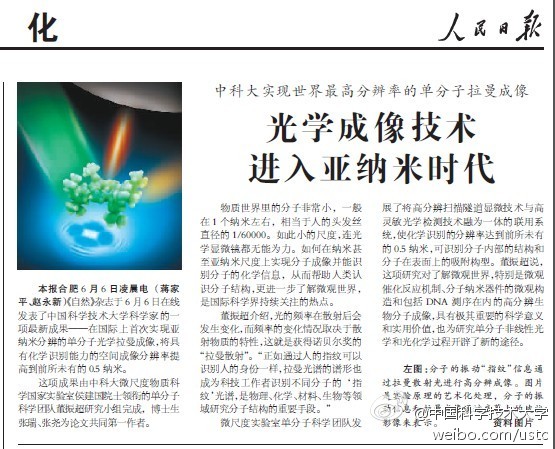 化
人民日报
中科大实现世界最高分辨率的单分子拉曼成像
光学成像技术
进入亚纳米时代
本报合肥6月6日凌晨电（蒋家
平、赵永新）《自然》杂志于6月6日在线
发表了中国科学技术大学科学家的一
项最新成果——在国际上首次实现亚
纳米分辨的单分子光学拉曼成像，将具
有化学识别能力的空间成像分辨率提
高到前所未有的0.5纳米。
这项成果由中科大微尺度物质科
学国家实验室侯建国院士领衔的单分子
科学团队董振超研究小组完成，博士生
张瑞、张尧为论文共同第一作者。
物质世界里的分子非常小，一般
在1个纳米左右，相当于人的头发丝
直径的1/60000。如此小的尺度，连光
学显微镜都无能为力。如何在纳米甚
至亚纳米尺度上实现分子成像并能识
别分子的化学信息，从而帮助人类认
识分子结构，更进一步了解微观世界，
是国际科学界持续关注的热点。
董振超介绍，光的频率在散射后会
发生变化，而频率的变化情况取决于散
射物质的特性，这就是获得诺贝尔奖的
“拉曼散射”。“正如通过人的指纹可以
识别人的身份一样，拉曼光谱的谱形也
成为科技工作者识别不同分子的‘指
纹’光谱，是物理、化学、材料、生物等领
域研究分子结构的重要手段。”
微尺度实验室单分子科学团队发
展了将高分辨扫描隧道显微技术与高
灵敏光学检测技术融为一体的联用系
统，使化学识别的分辨率达到前所未有
的0.5纳米，可识别分子内部的结构和
分子在表面上的吸附构型。董振超说，
这项研究对了解微观世界，特别是微观
催化反应机制、分子纳米器件的微观构
造和包括DNA测序在内的高分辨生
物分子成像，具有极其重要的科学意义
和实用价值，也为研究单分子非线性光
学和光化学过程开辟了新的途径。
左图：分子的振动“指纹”信息通
过拉曼散射光进行高分辨成像。图片
是实验原理的艺术化处理，分子的振
影像来表示。
资料图片
@中国科学技术大学
weibo.com/ustc